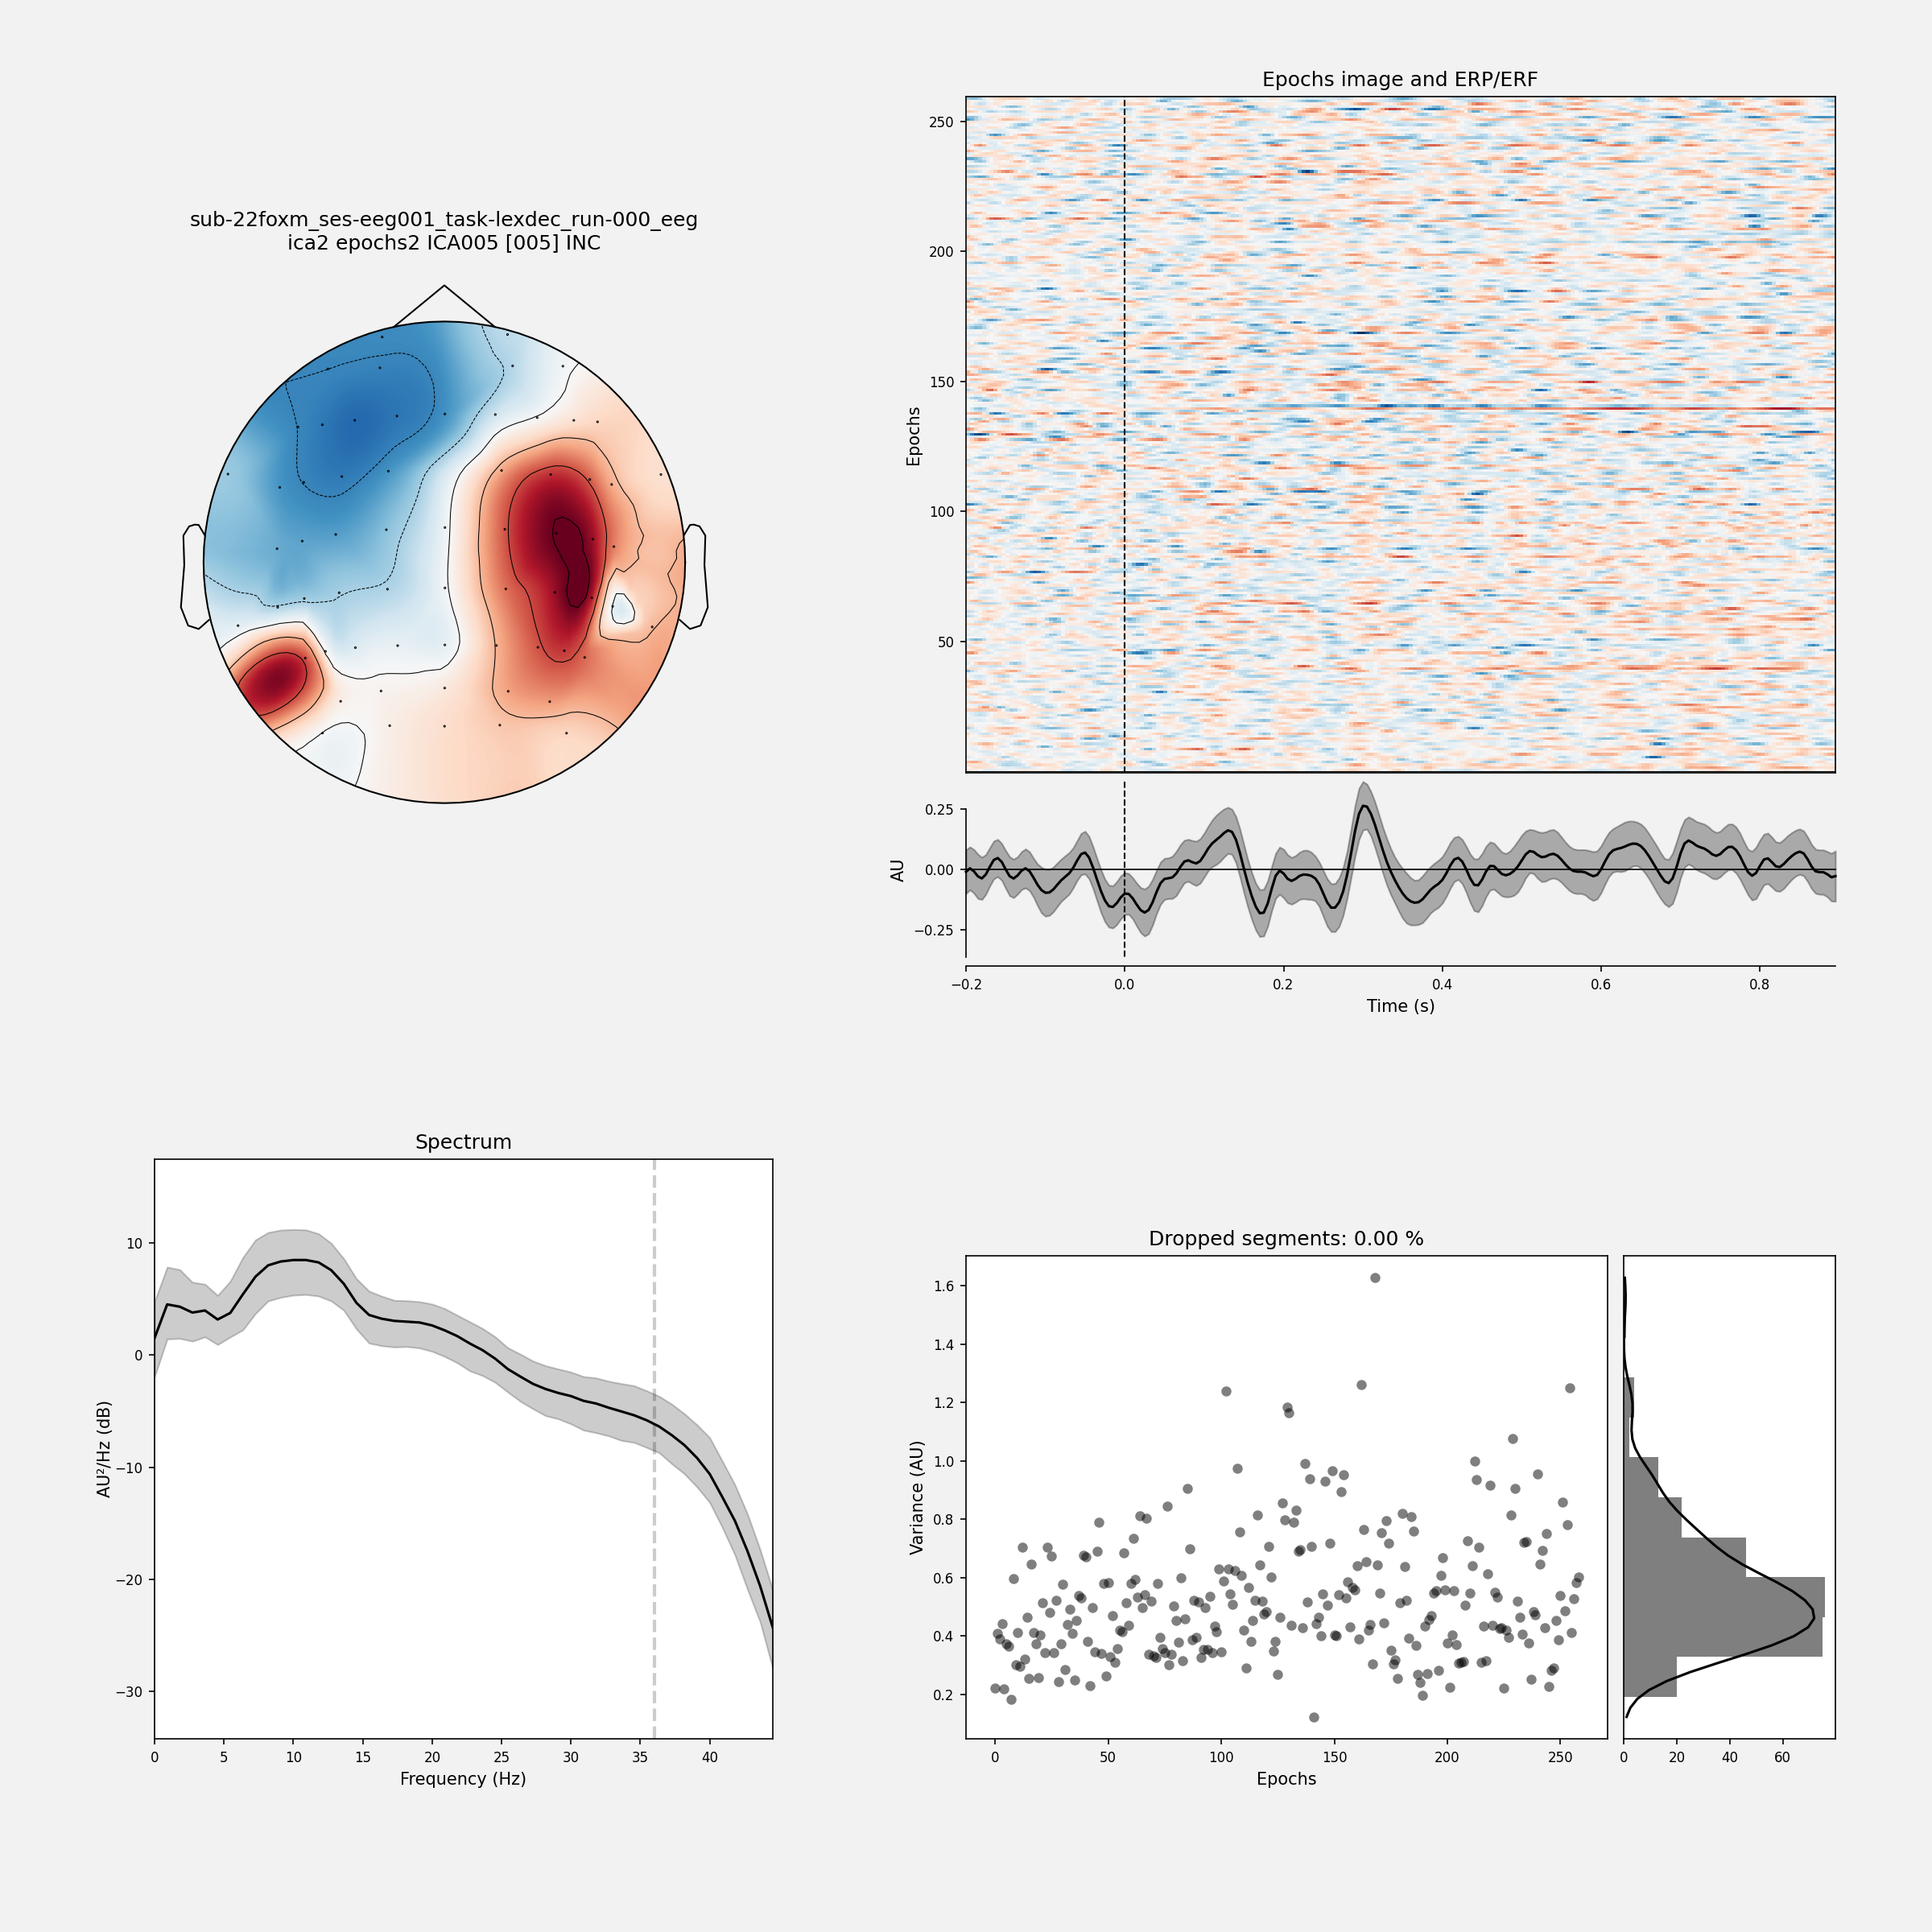 sub-22foxm_ses-eeg001_task-lexdec_run-000_eeg
ica2 epochs2 ICA005 [005] INC
Epochs image and ERP/ERF
Epochs
250
200
150
100
50
AU
0.25
0.00
−0.25
−0.2 0.0 0.2 0.4 0.6 0.8
Time (s)
Spectrum
AU²/Hz (dB)
10
0
−10
−20
−30
0 5 10 15 20 25 30 35 40
Frequency (Hz)
Dropped segments: 0.00 %
Variance (AU)
1.6
1.4
1.2
1.0
0.8
0.6
0.4
0.2
0 50 100 150 200 250
Epochs
0 20 40 60